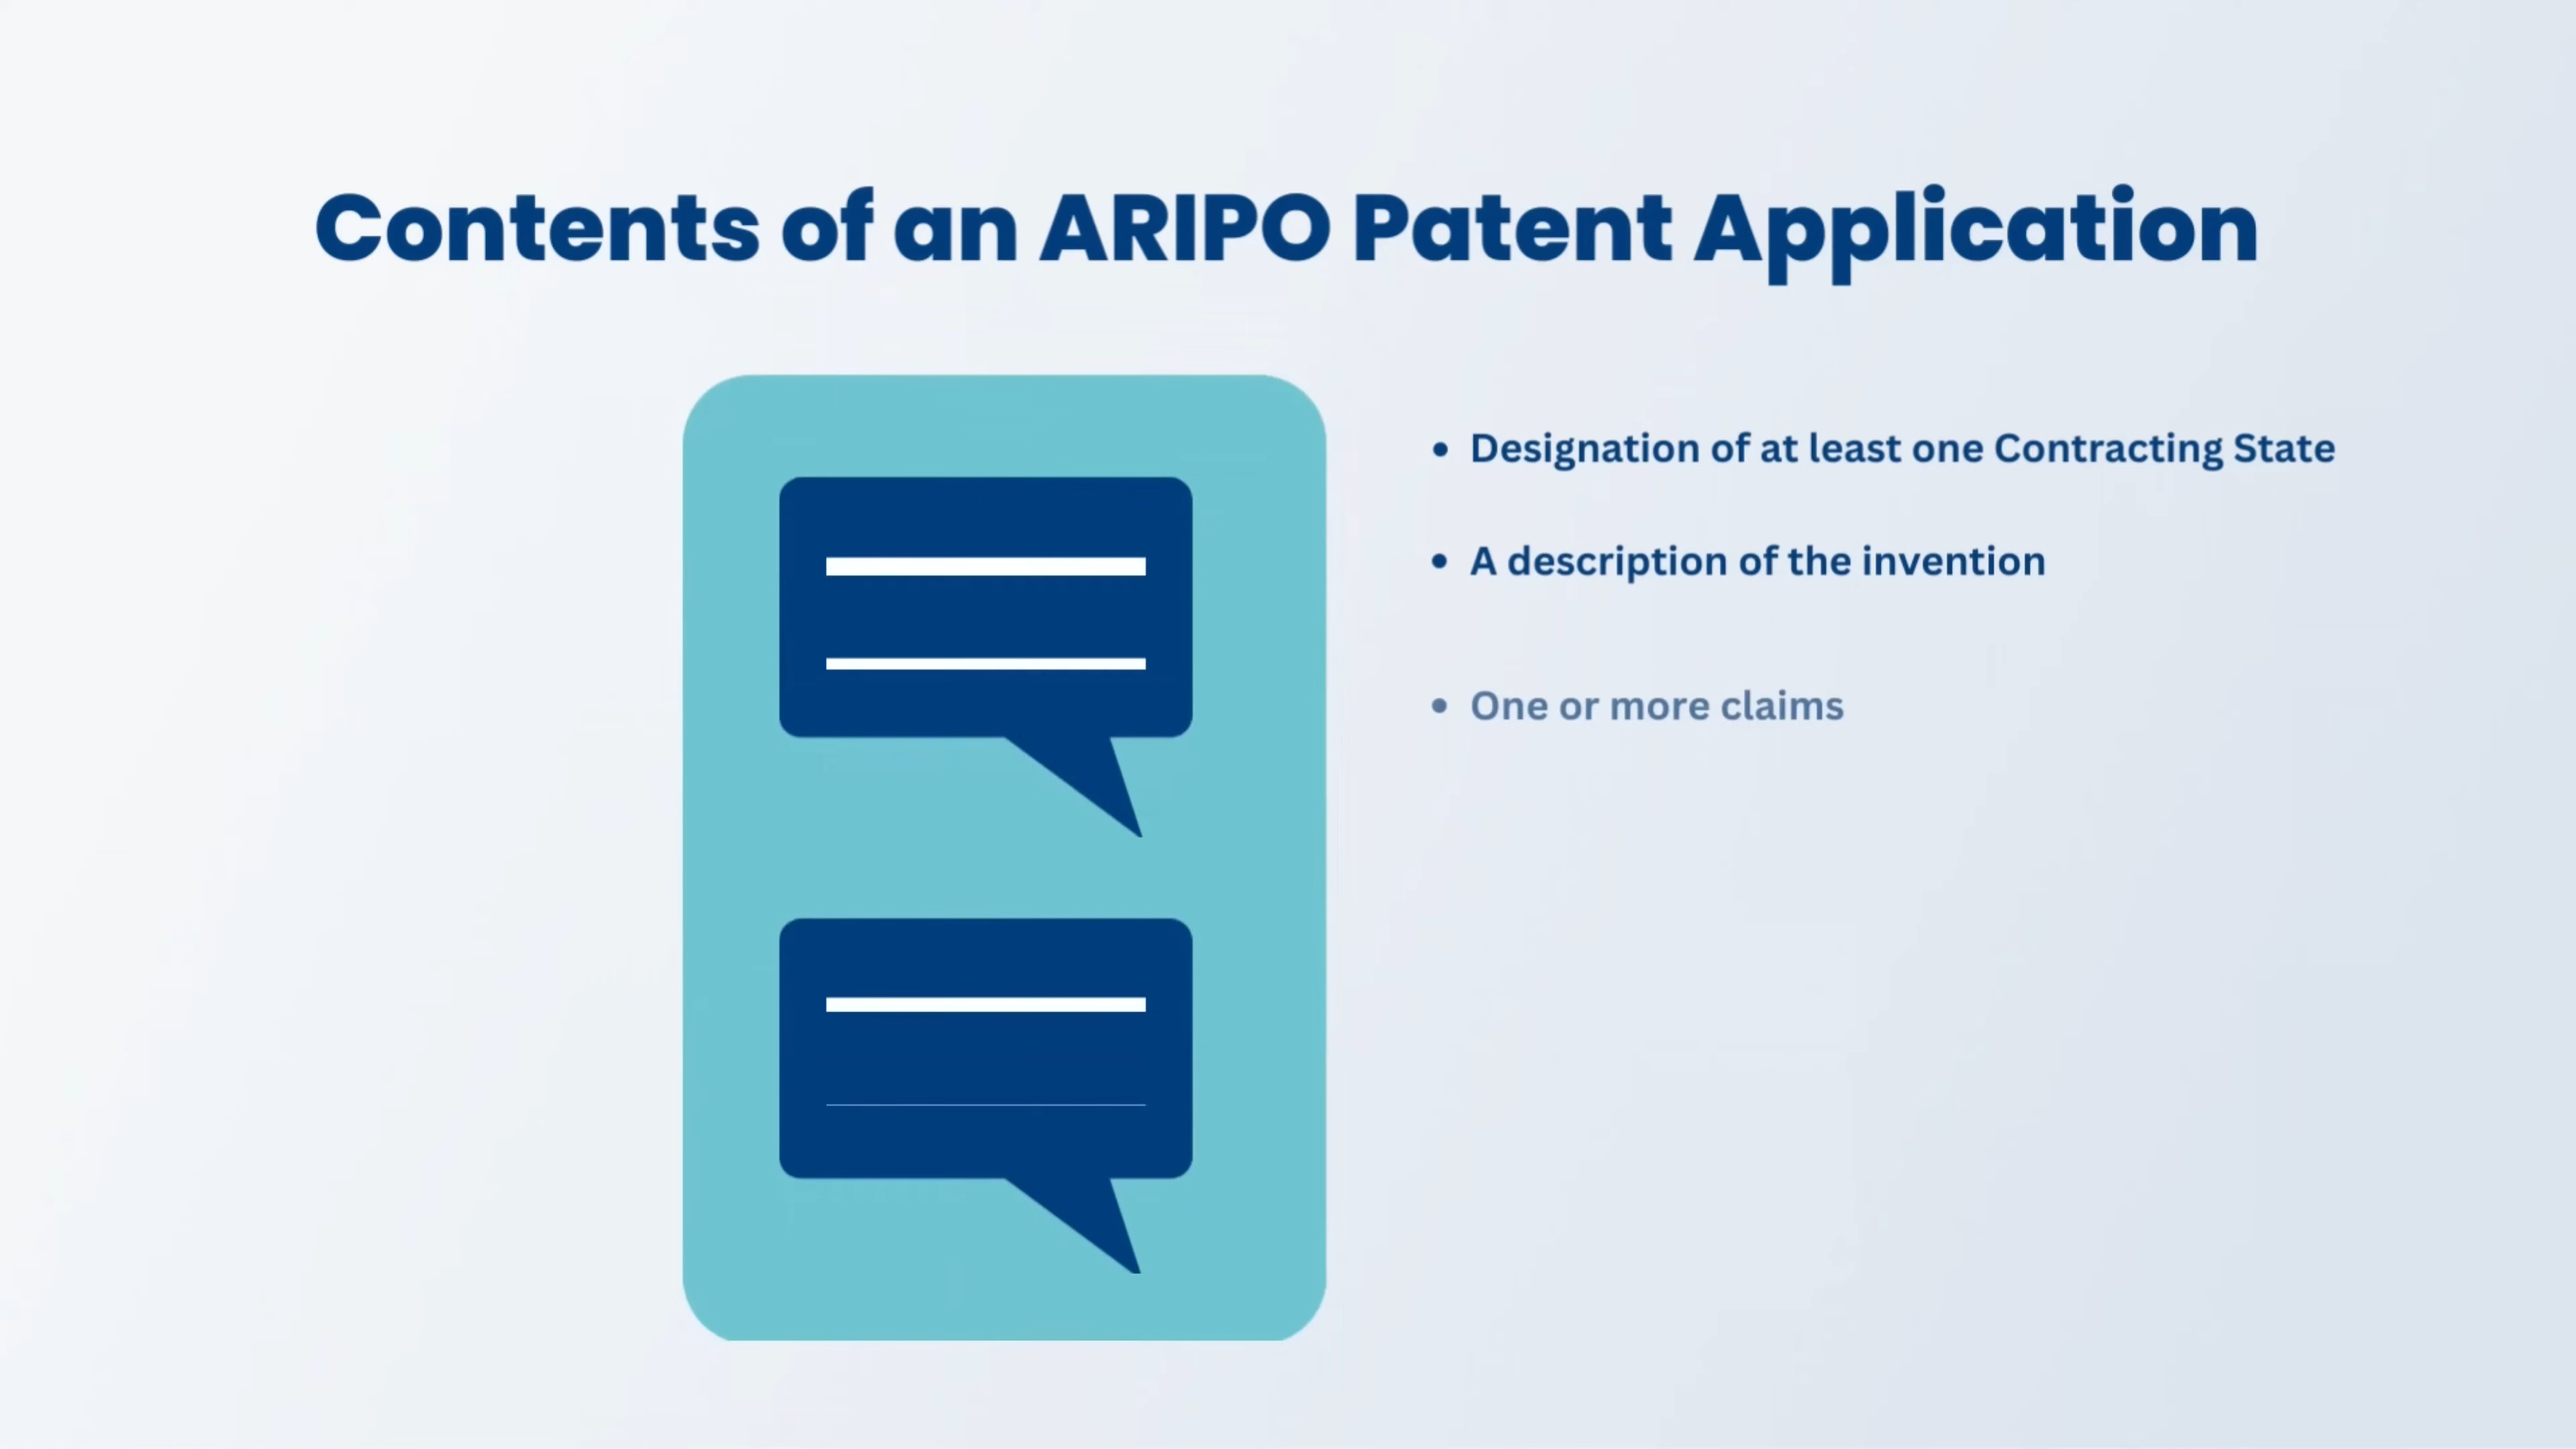 Contents of an ARIPO Patent Application
• Designation of at least one Contracting State
• A description of the invention
• One or more claims